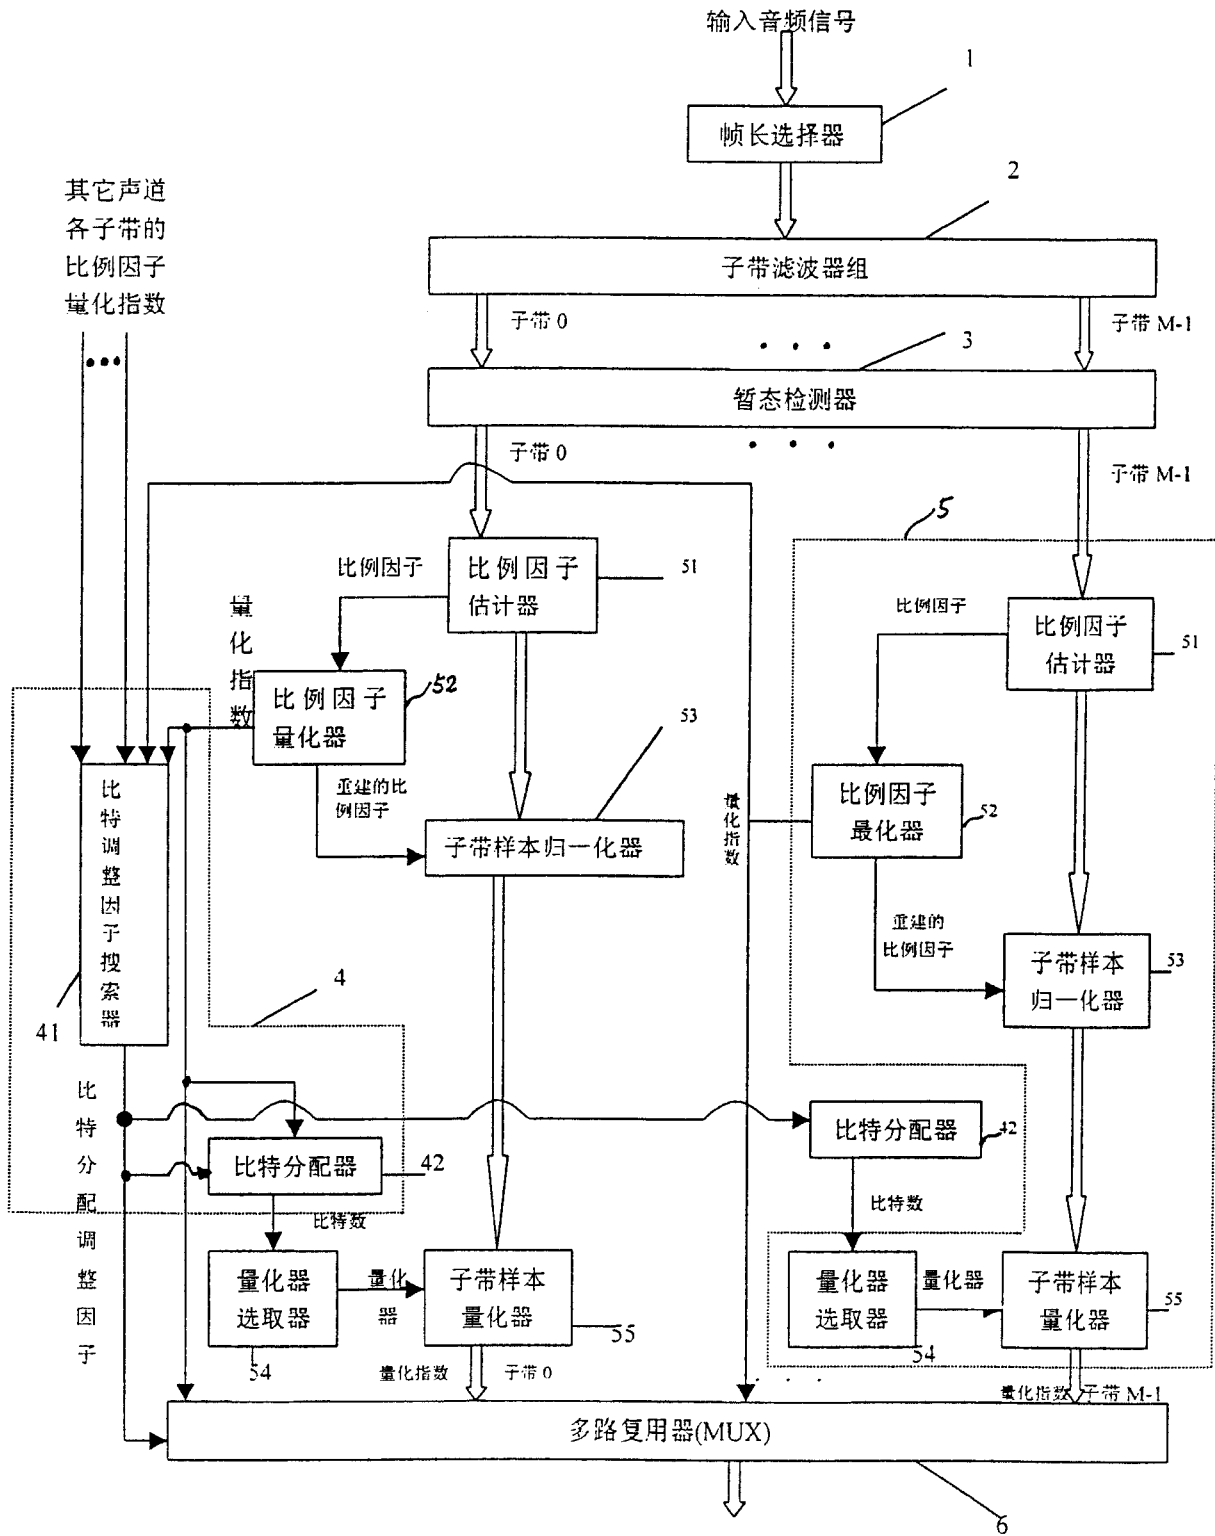 输入音频信号
1
帧长选择器
2
其它声道
各子带的
比例因子
量化指数
子带滤波器组
子带 0
子带 M-1
3
暂态检测器
子带 0
子带 M-1
5
比例因子
估计器
51
比例因子
量化指数
比例因子
量化器
52
53
重建的比
例因子
子带样本归一化器
比例因子
比例因子
估计器
51
比例因子
最化器
52
量化指数
重建的
比例因子
子带样本
归一化器
53
比特调整因子搜索器
41
4
比特分配调整因子
比特分配器
42
比特数
量化器
选取器
54
量化
器
子带样本
量化器
55
量化指数
子带 0
比特分配器
42
比特数
量化器
选取器
54
量化器
子带样本
量化器
55
量化指数
子带 M-1
多路复用器(MUX)
6